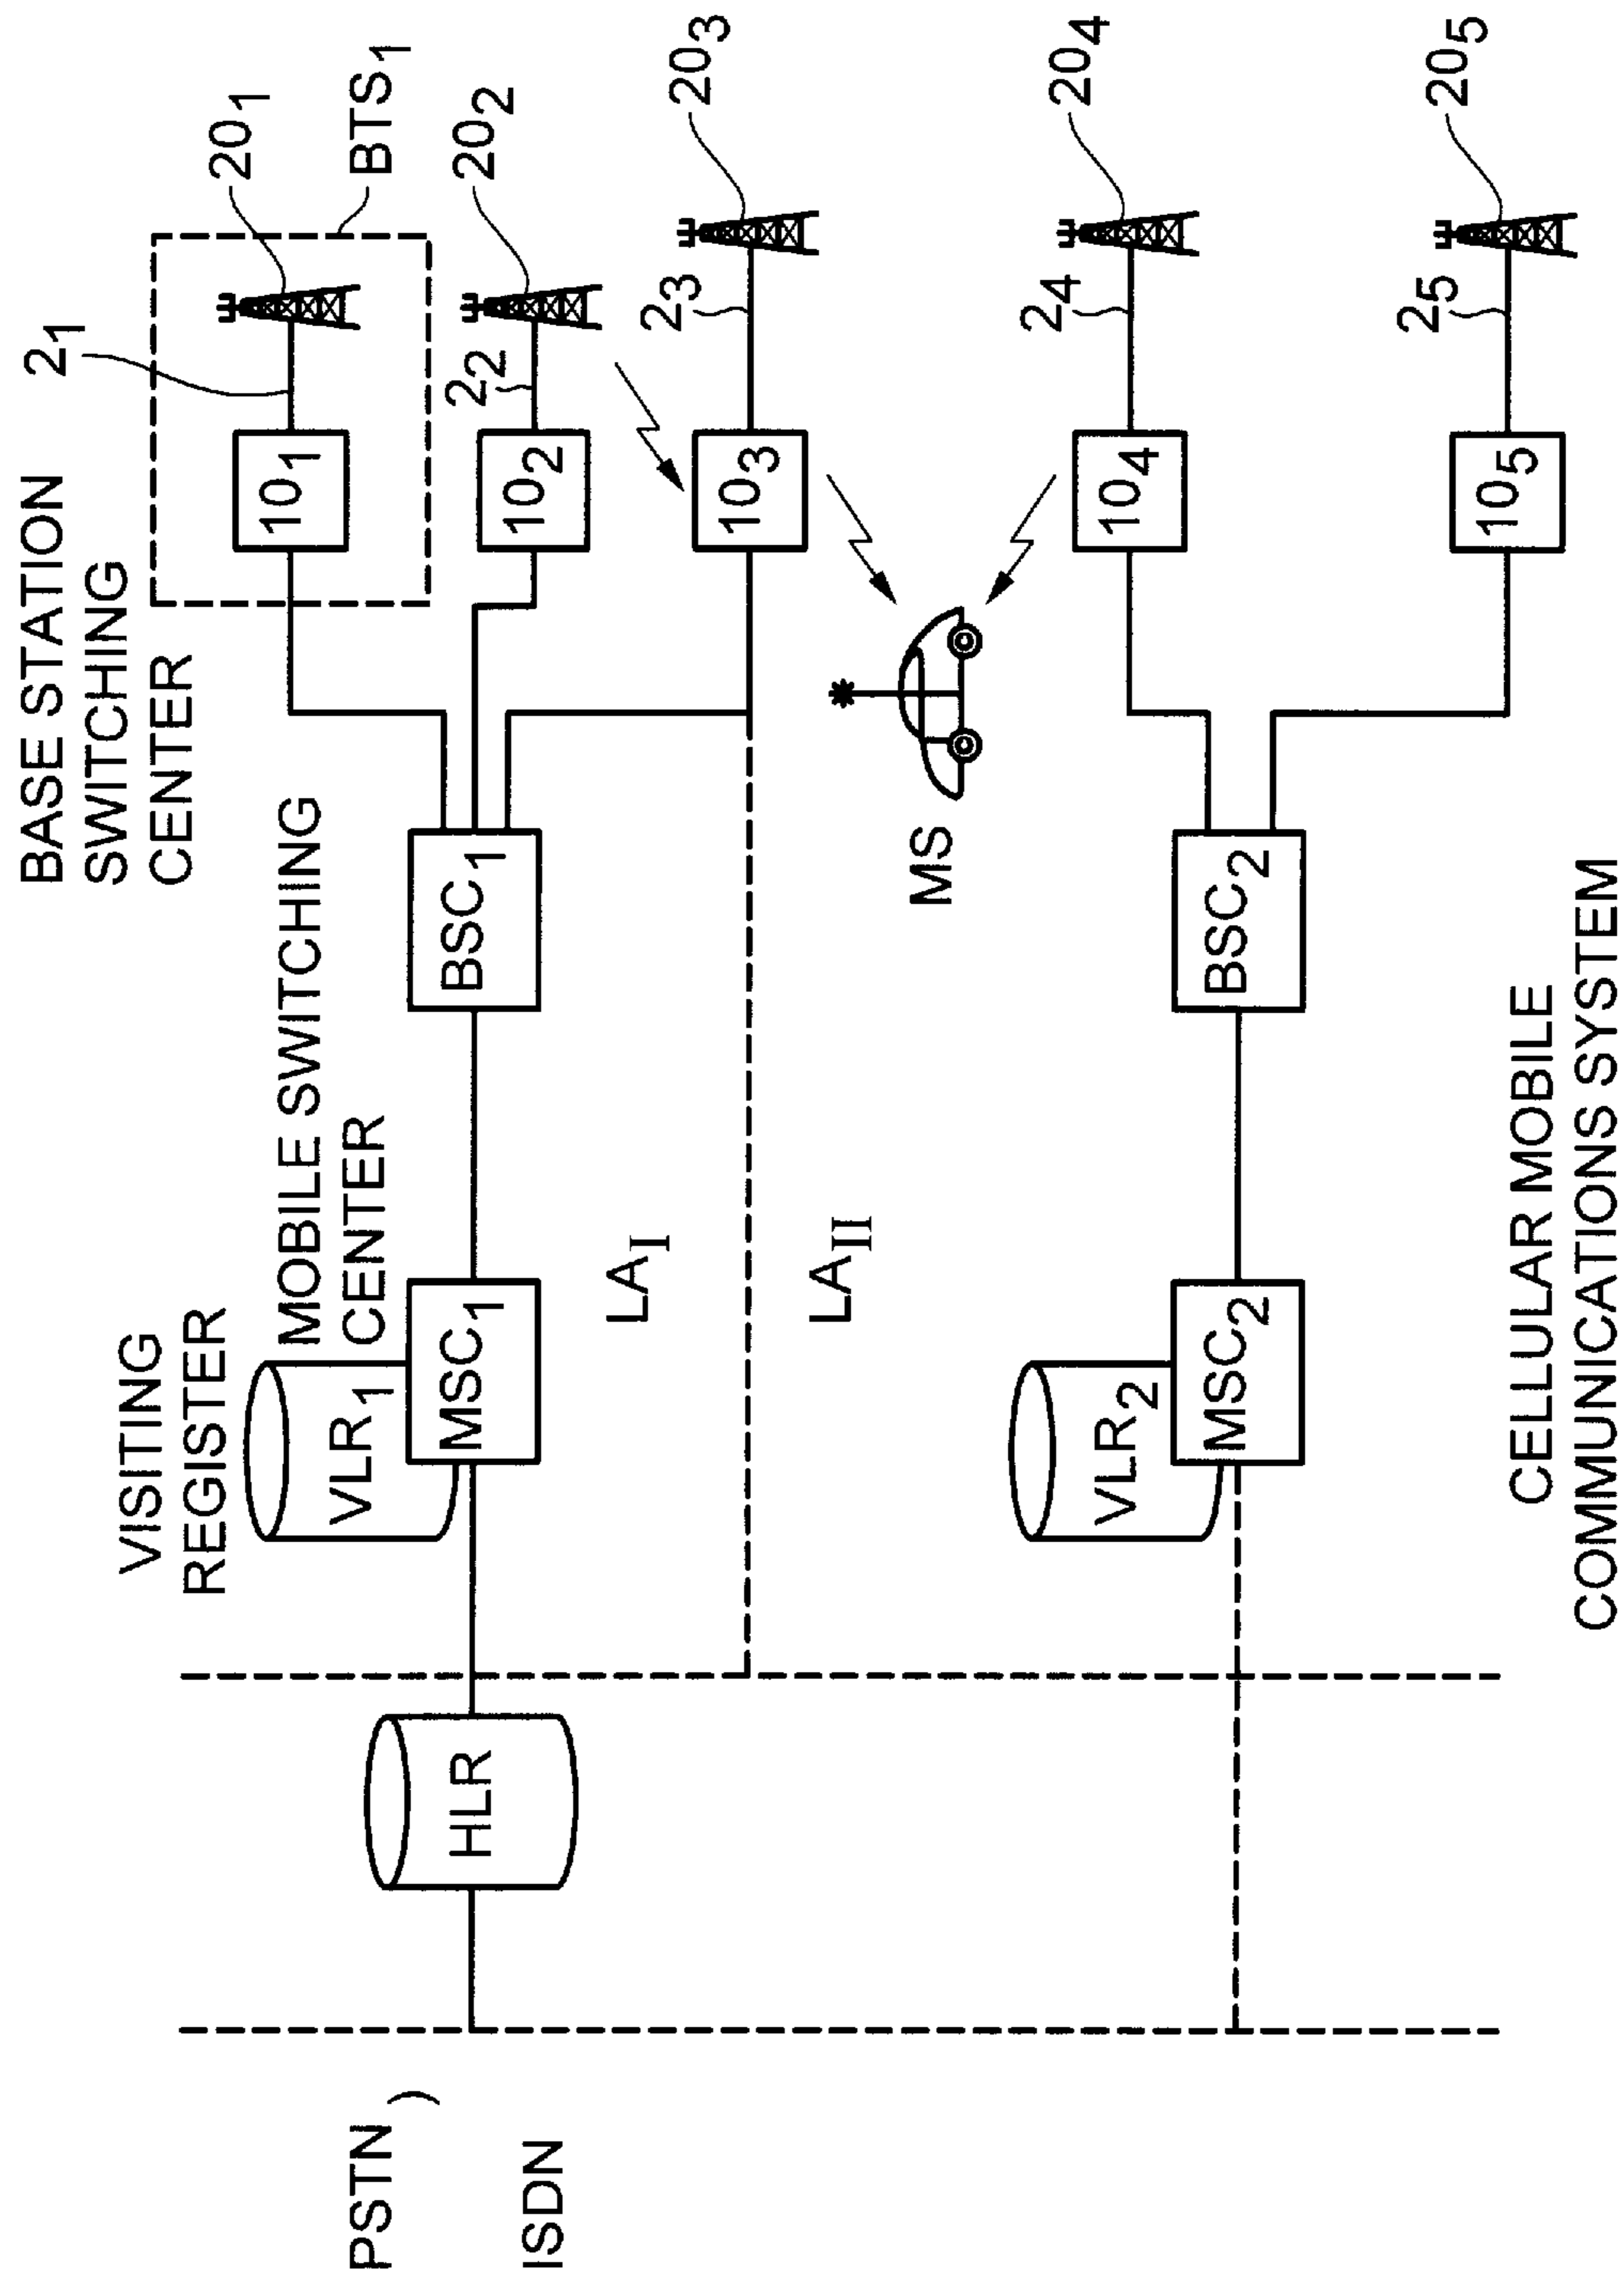 BASE STATION
SWITCHING
CENTER
VISITING
REGISTER
MOBILE SWITCHING
CENTER
2₁
20₁
BTS₁
10₁
2₂
20₂
10₂
2₃
20₃
10₃
PSTN )
ISDN
HLR
VLR₁
MSC₁
BSC₁
LA_I
LA_II
MS
2₄
20₄
10₄
VLR₂
MSC₂
BSC₂
2₅
20₅
10₅
CELLULAR MOBILE
COMMUNICATIONS SYSTEM